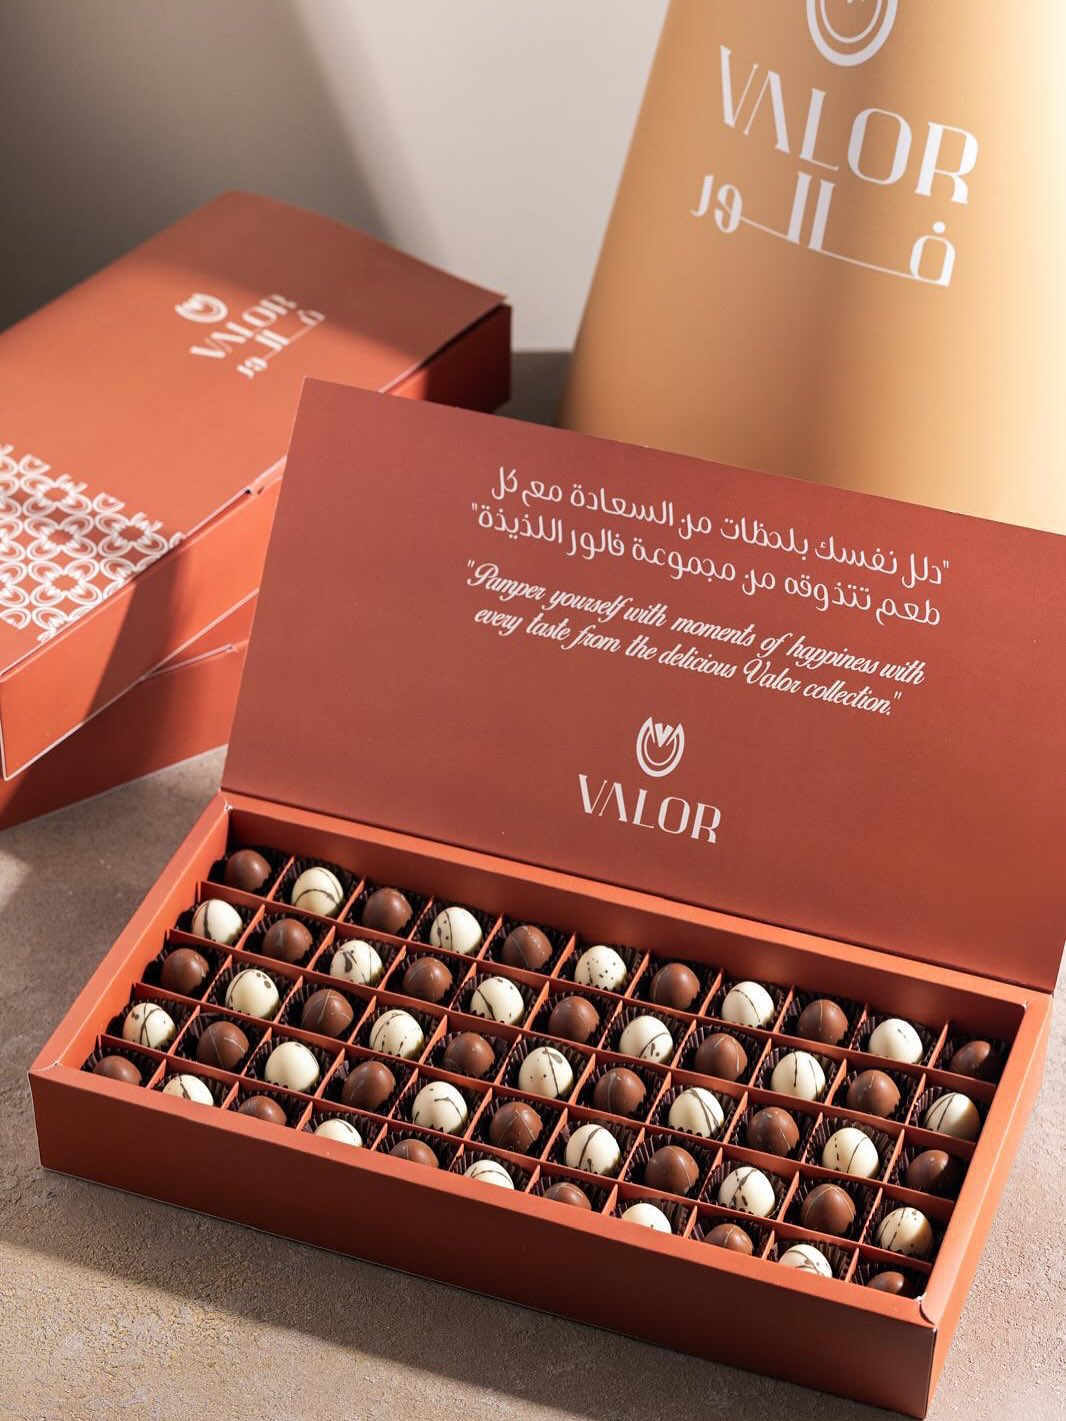 VALOR
فالور
VALOR
فالور
"دلل نفسك بلحظات من السعادة مع كل
طعم تتذوقه من مجموعة فالور اللذيذة"
"Pamper yourself with moments of happiness with
every taste from the delicious Valor collection."
VALOR